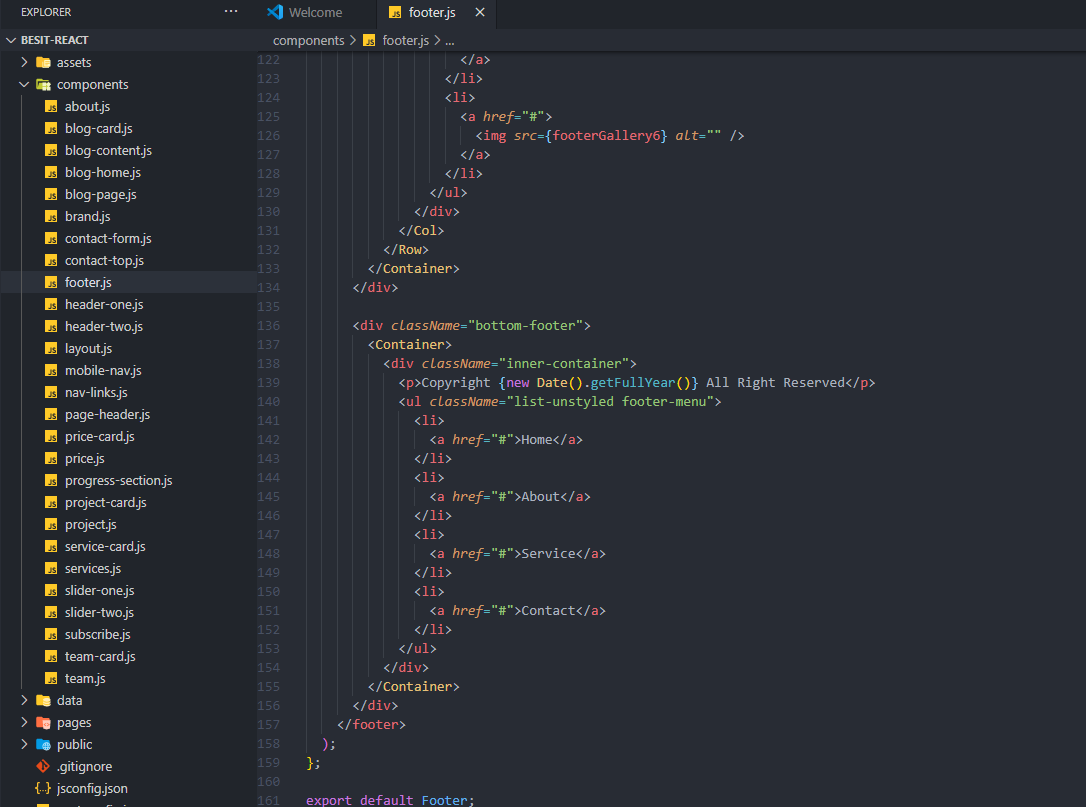 EXPLORER ...
Welcome
footer.js
BESIT-REACT
components > footer.js > ...
assets
components
about.js
blog-card.js
blog-content.js
blog-home.js
blog-page.js
brand.js
contact-form.js
contact-top.js
footer.js
header-one.js
header-two.js
layout.js
mobile-nav.js
nav-links.js
page-header.js
price-card.js
price.js
progress-section.js
project-card.js
project.js
service-card.js
services.js
slider-one.js
slider-two.js
subscribe.js
team-card.js
team.js
data
pages
public
.gitignore
jsconfig.json
122 </a>
123 </li>
124 <li>
125 <a href="#">
126 <img src={footerGallery6} alt="" />
127 </a>
128 </li>
129 </ul>
130 </div>
131 </Col>
132 </Row>
133 </Container>
134 </div>
135
136 <div className="bottom-footer">
137 <Container>
138 <div className="inner-container">
139 <p>Copyright {new Date().getFullYear()} All Right Reserved</p>
140 <ul className="list-unstyled footer-menu">
141 <li>
142 <a href="#">Home</a>
143 </li>
144 <li>
145 <a href="#">About</a>
146 </li>
147 <li>
148 <a href="#">Service</a>
149 </li>
150 <li>
151 <a href="#">Contact</a>
152 </li>
153 </ul>
154 </div>
155 </Container>
156 </div>
157 </footer>
158 );
159 };
160
161 export default Footer;